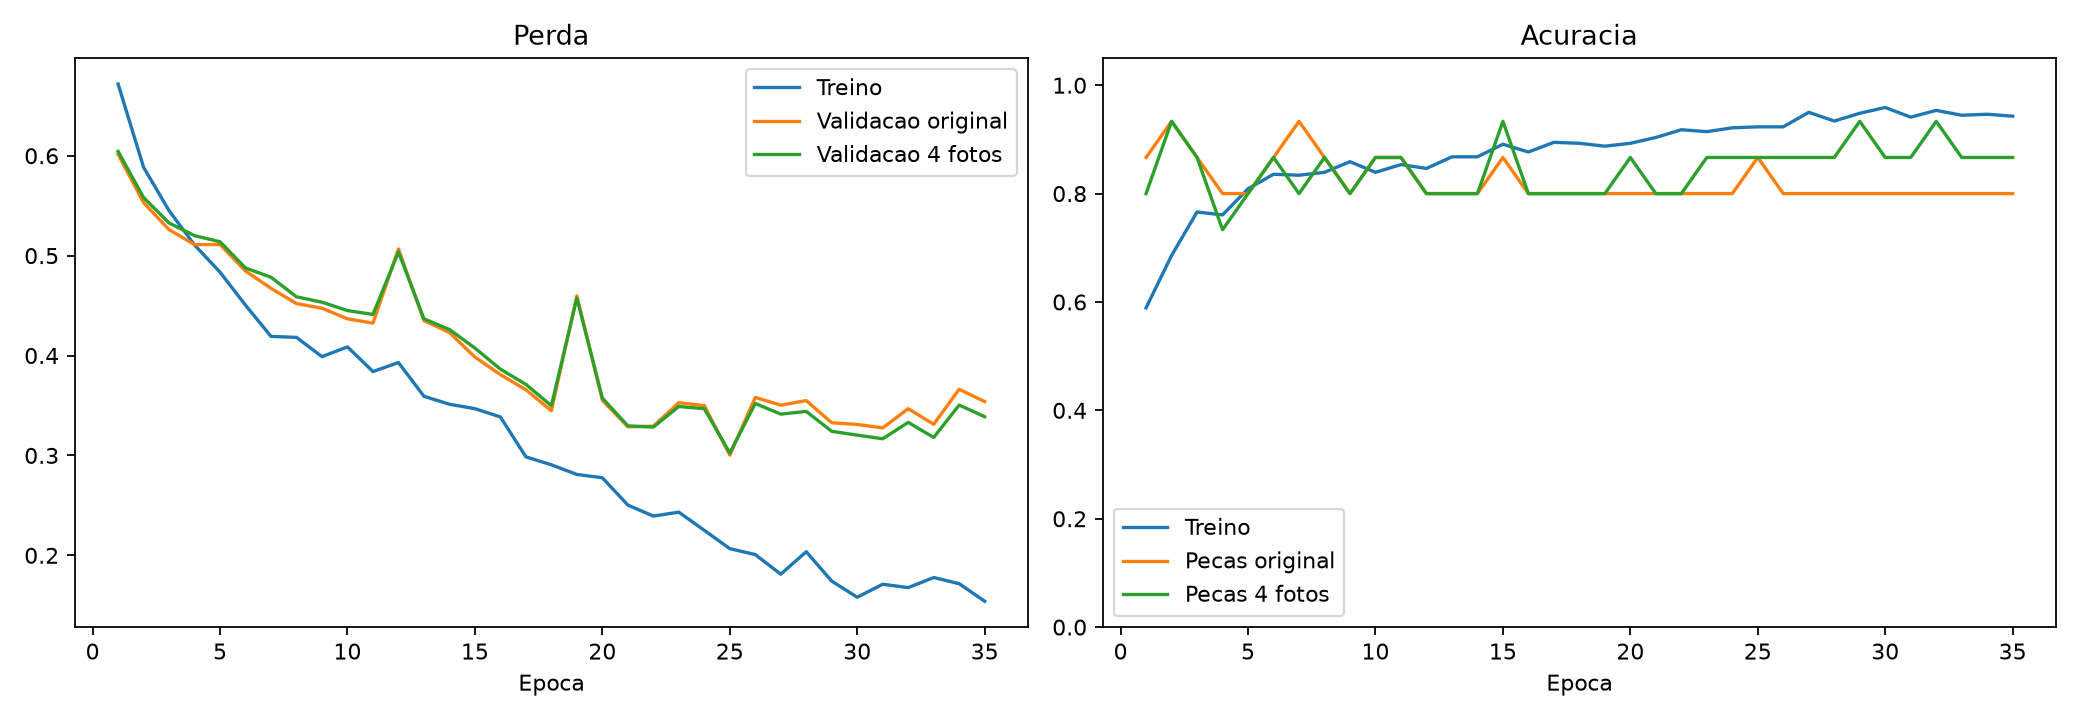 Perda
Treino
Validacao original
Validacao 4 fotos
0.6
0.5
0.4
0.3
0.2
0 5 10 15 20 25 30 35
Epoca
Acuracia
1.0
0.8
0.6
0.4
0.2
0.0
Treino
Pecas original
Pecas 4 fotos
0 5 10 15 20 25 30 35
Epoca